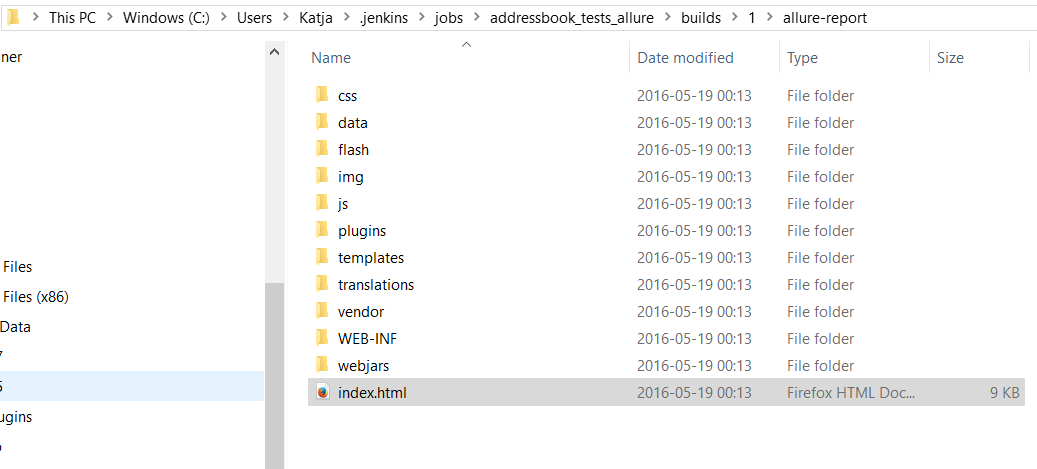 This PC > Windows (C:) > Users > Katja > .jenkins > jobs > addressbook_tests_allure > builds > 1 > allure-report
ner
Files
Files (x86)
Data
7
5
ugins
Name Date modified Type Size
css 2016-05-19 00:13 File folder
data 2016-05-19 00:13 File folder
flash 2016-05-19 00:13 File folder
img 2016-05-19 00:13 File folder
js 2016-05-19 00:13 File folder
plugins 2016-05-19 00:13 File folder
templates 2016-05-19 00:13 File folder
translations 2016-05-19 00:13 File folder
vendor 2016-05-19 00:13 File folder
WEB-INF 2016-05-19 00:13 File folder
webjars 2016-05-19 00:13 File folder
index.html 2016-05-19 00:13 Firefox HTML Doc... 9 KB